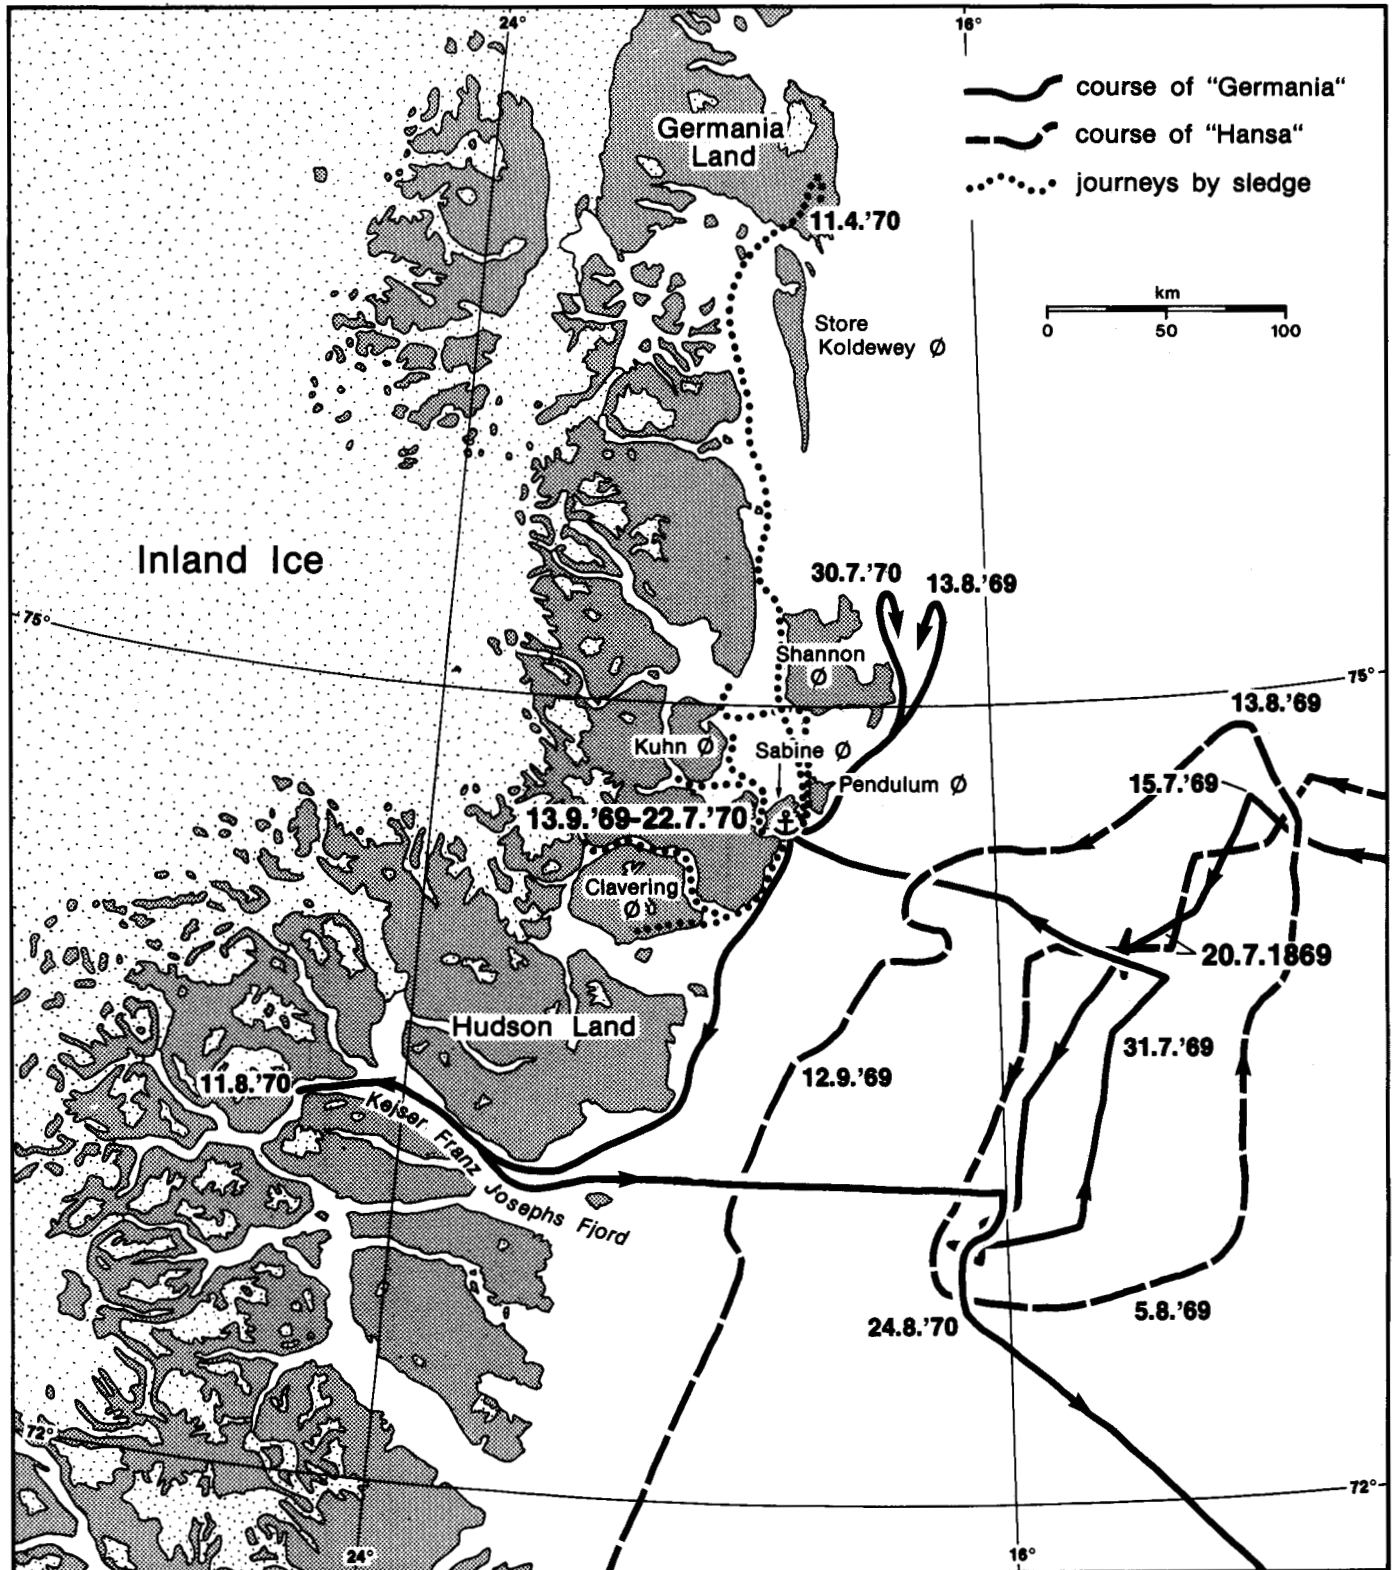 24°
16°
course of "Germania"
course of "Hansa"
journeys by sledge
Germania
Land
11.4.'70
km
0 50 100
Store
Koldewey Ø
Inland Ice
30.7.'70
13.8.'69
75°
Shannon
Ø
75°
13.8.'69
Kuhn Ø
Sabine Ø
Pendulum Ø
15.7.'69
13.9.'69-22.7.'70
Clavering
Ø
20.7.1869
Hudson Land
31.7.'69
12.9.'69
11.8.'70
Kejser Franz
Josephs Fjord
5.8.'69
24.8.'70
72°
72°
24°
16°